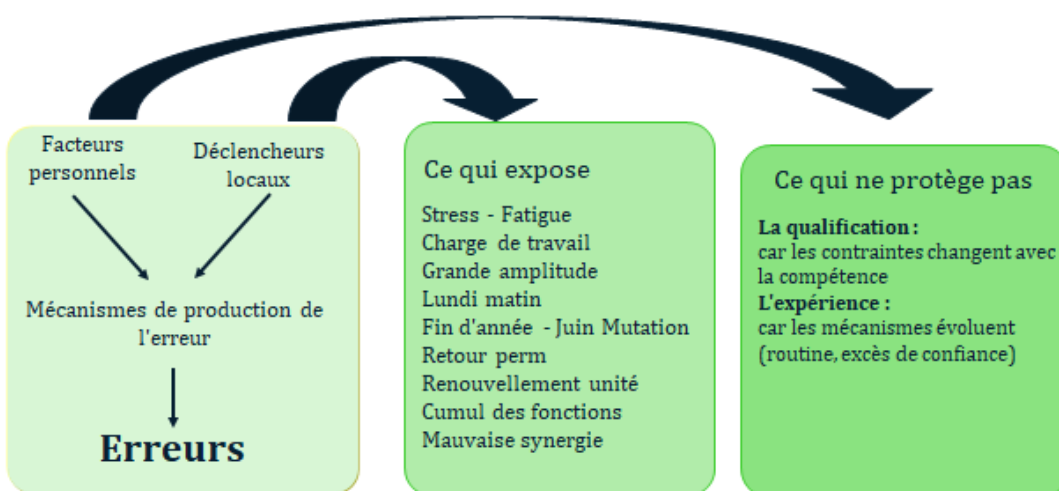 Facteurs
personnels
Déclencheurs
locaux
Mécanismes de production de
l'erreur
Erreurs
Ce qui expose
Stress - Fatigue
Charge de travail
Grande amplitude
Lundi matin
Fin d'année - Juin Mutation
Retour perm
Renouvellement unité
Cumul des fonctions
Mauvaise synergie
Ce qui ne protège pas
La qualification :
car les contraintes changent avec
la compétence
L'expérience :
car les mécanismes évoluent
(routine, excès de confiance)